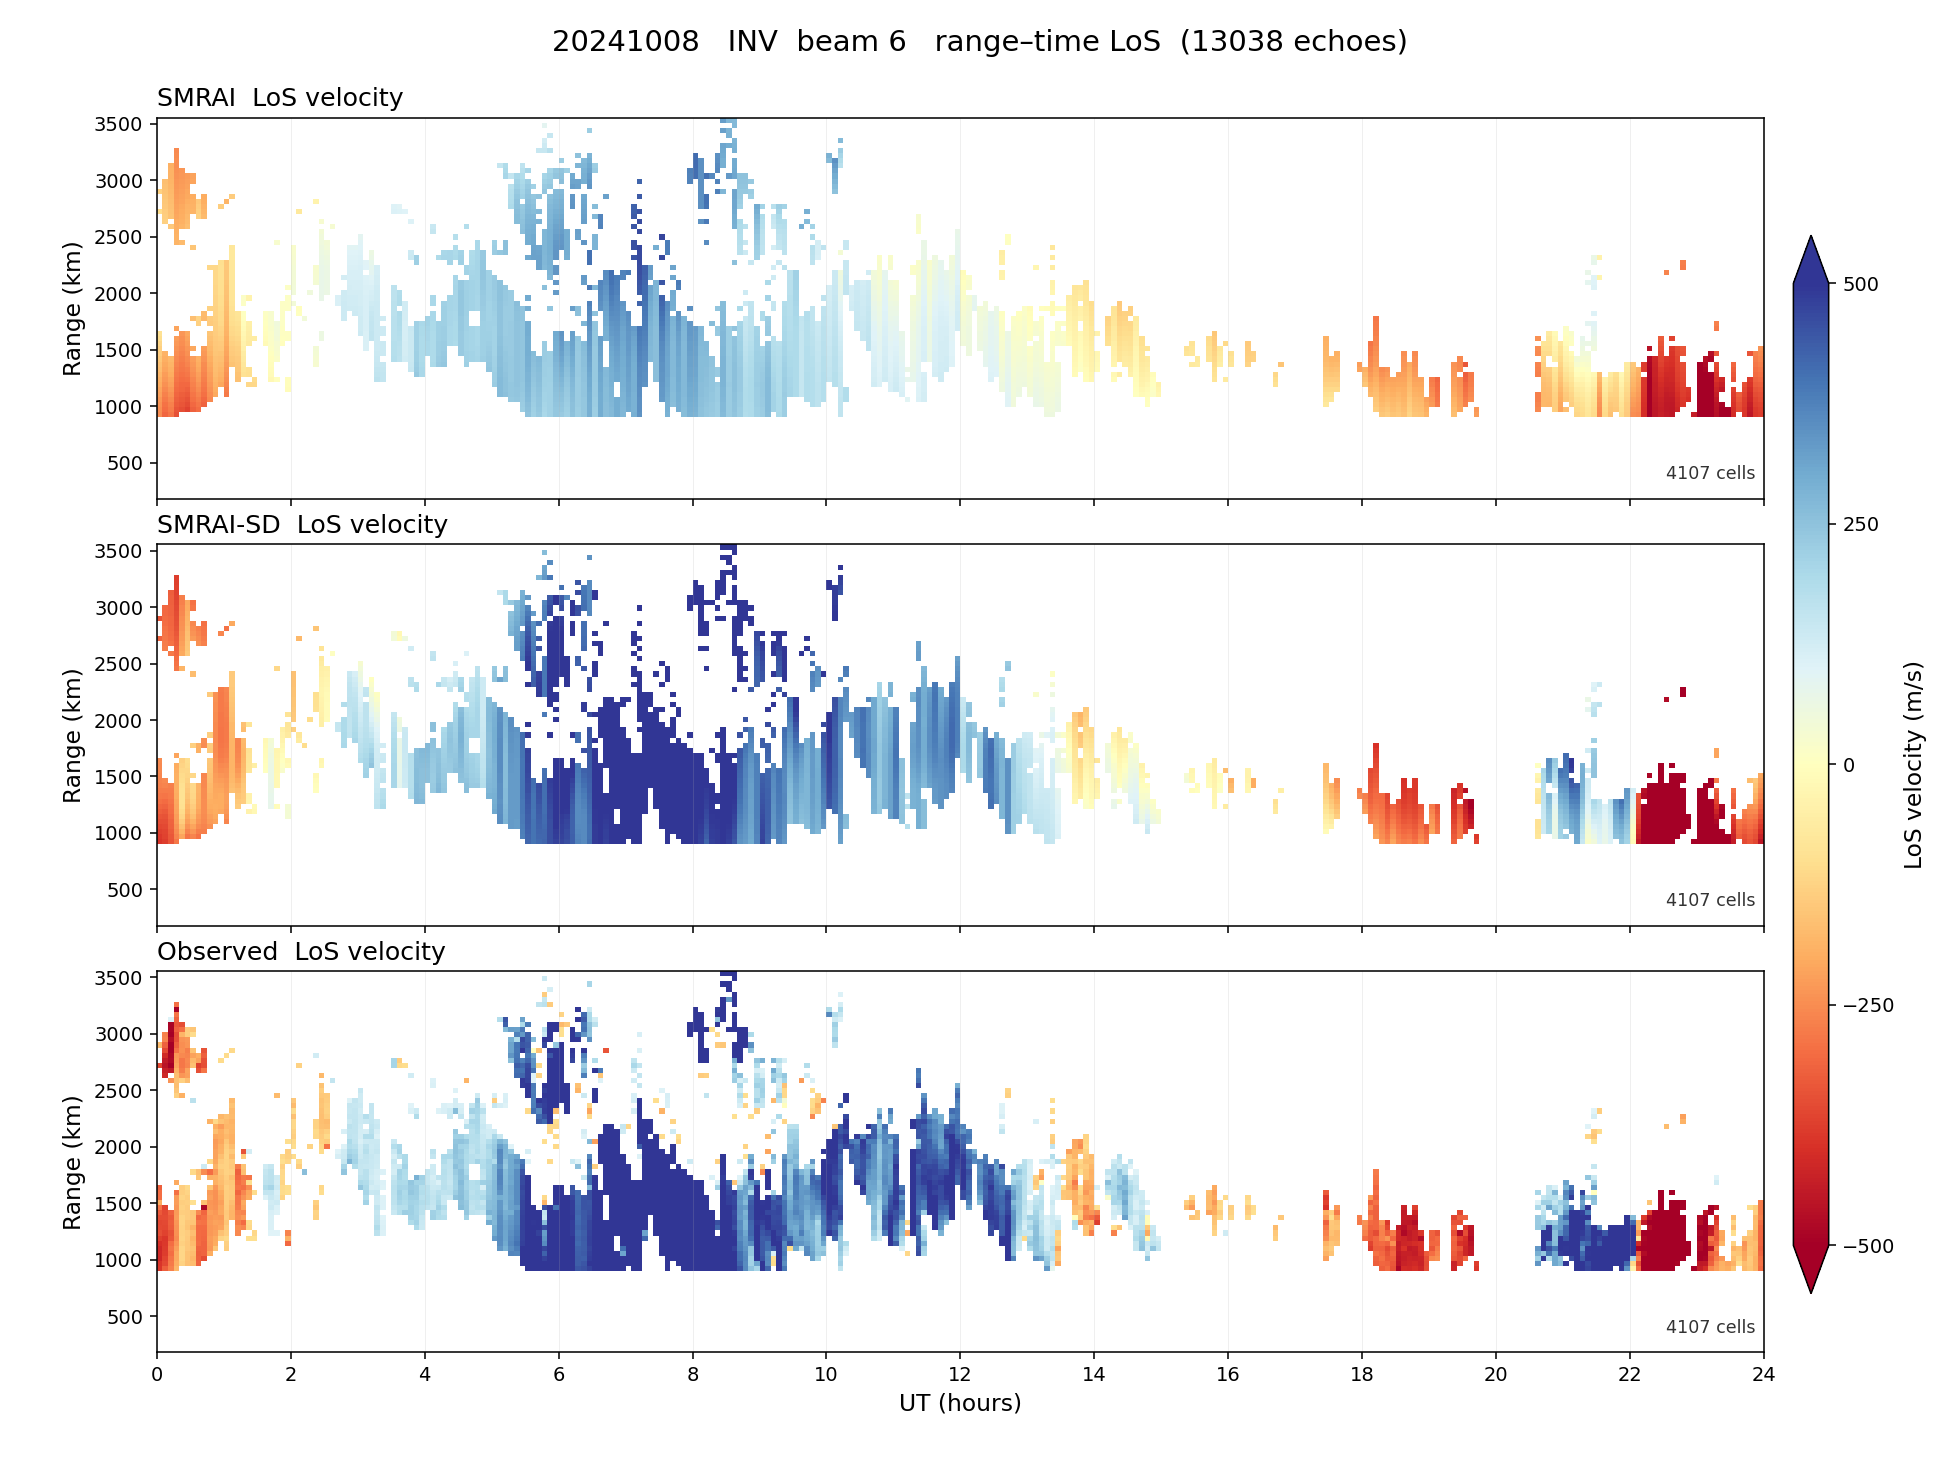 20241008   INV  beam 6   range–time LoS  (13038 echoes)
SMRAI  LoS velocity
3500
3000
2500
2000
1500
1000
500
Range (km)
4107 cells
SMRAI-SD  LoS velocity
3500
3000
2500
2000
1500
1000
500
Range (km)
4107 cells
Observed  LoS velocity
3500
3000
2500
2000
1500
1000
500
Range (km)
4107 cells
0 2 4 6 8 10 12 14 16 18 20 22 24
UT (hours)
500
250
0
−250
−500
LoS velocity (m/s)